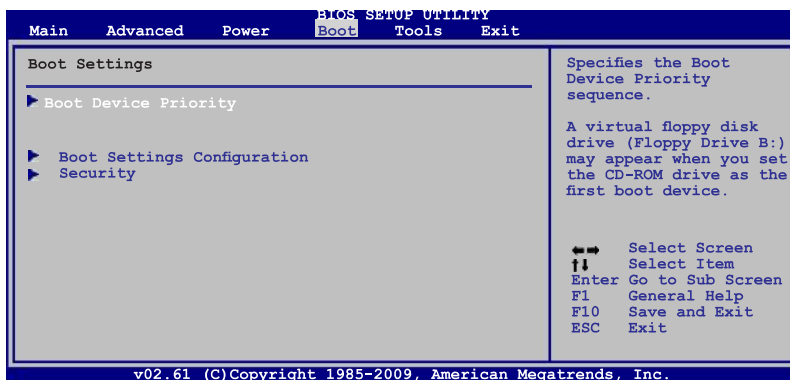 BIOS SETUP UTILITY
Main Advanced Power Boot Tools Exit
Boot Settings
Boot Device Priority
Boot Settings Configuration
Security
Specifies the Boot
Device Priority
sequence.
A virtual floppy disk
drive (Floppy Drive B:)
may appear when you set
the CD-ROM drive as the
first boot device.
Select Screen
Select Item
Enter Go to Sub Screen
F1 General Help
F10 Save and Exit
ESC Exit
v02.61 (C)Copyright 1985-2009, American Megatrends, Inc.